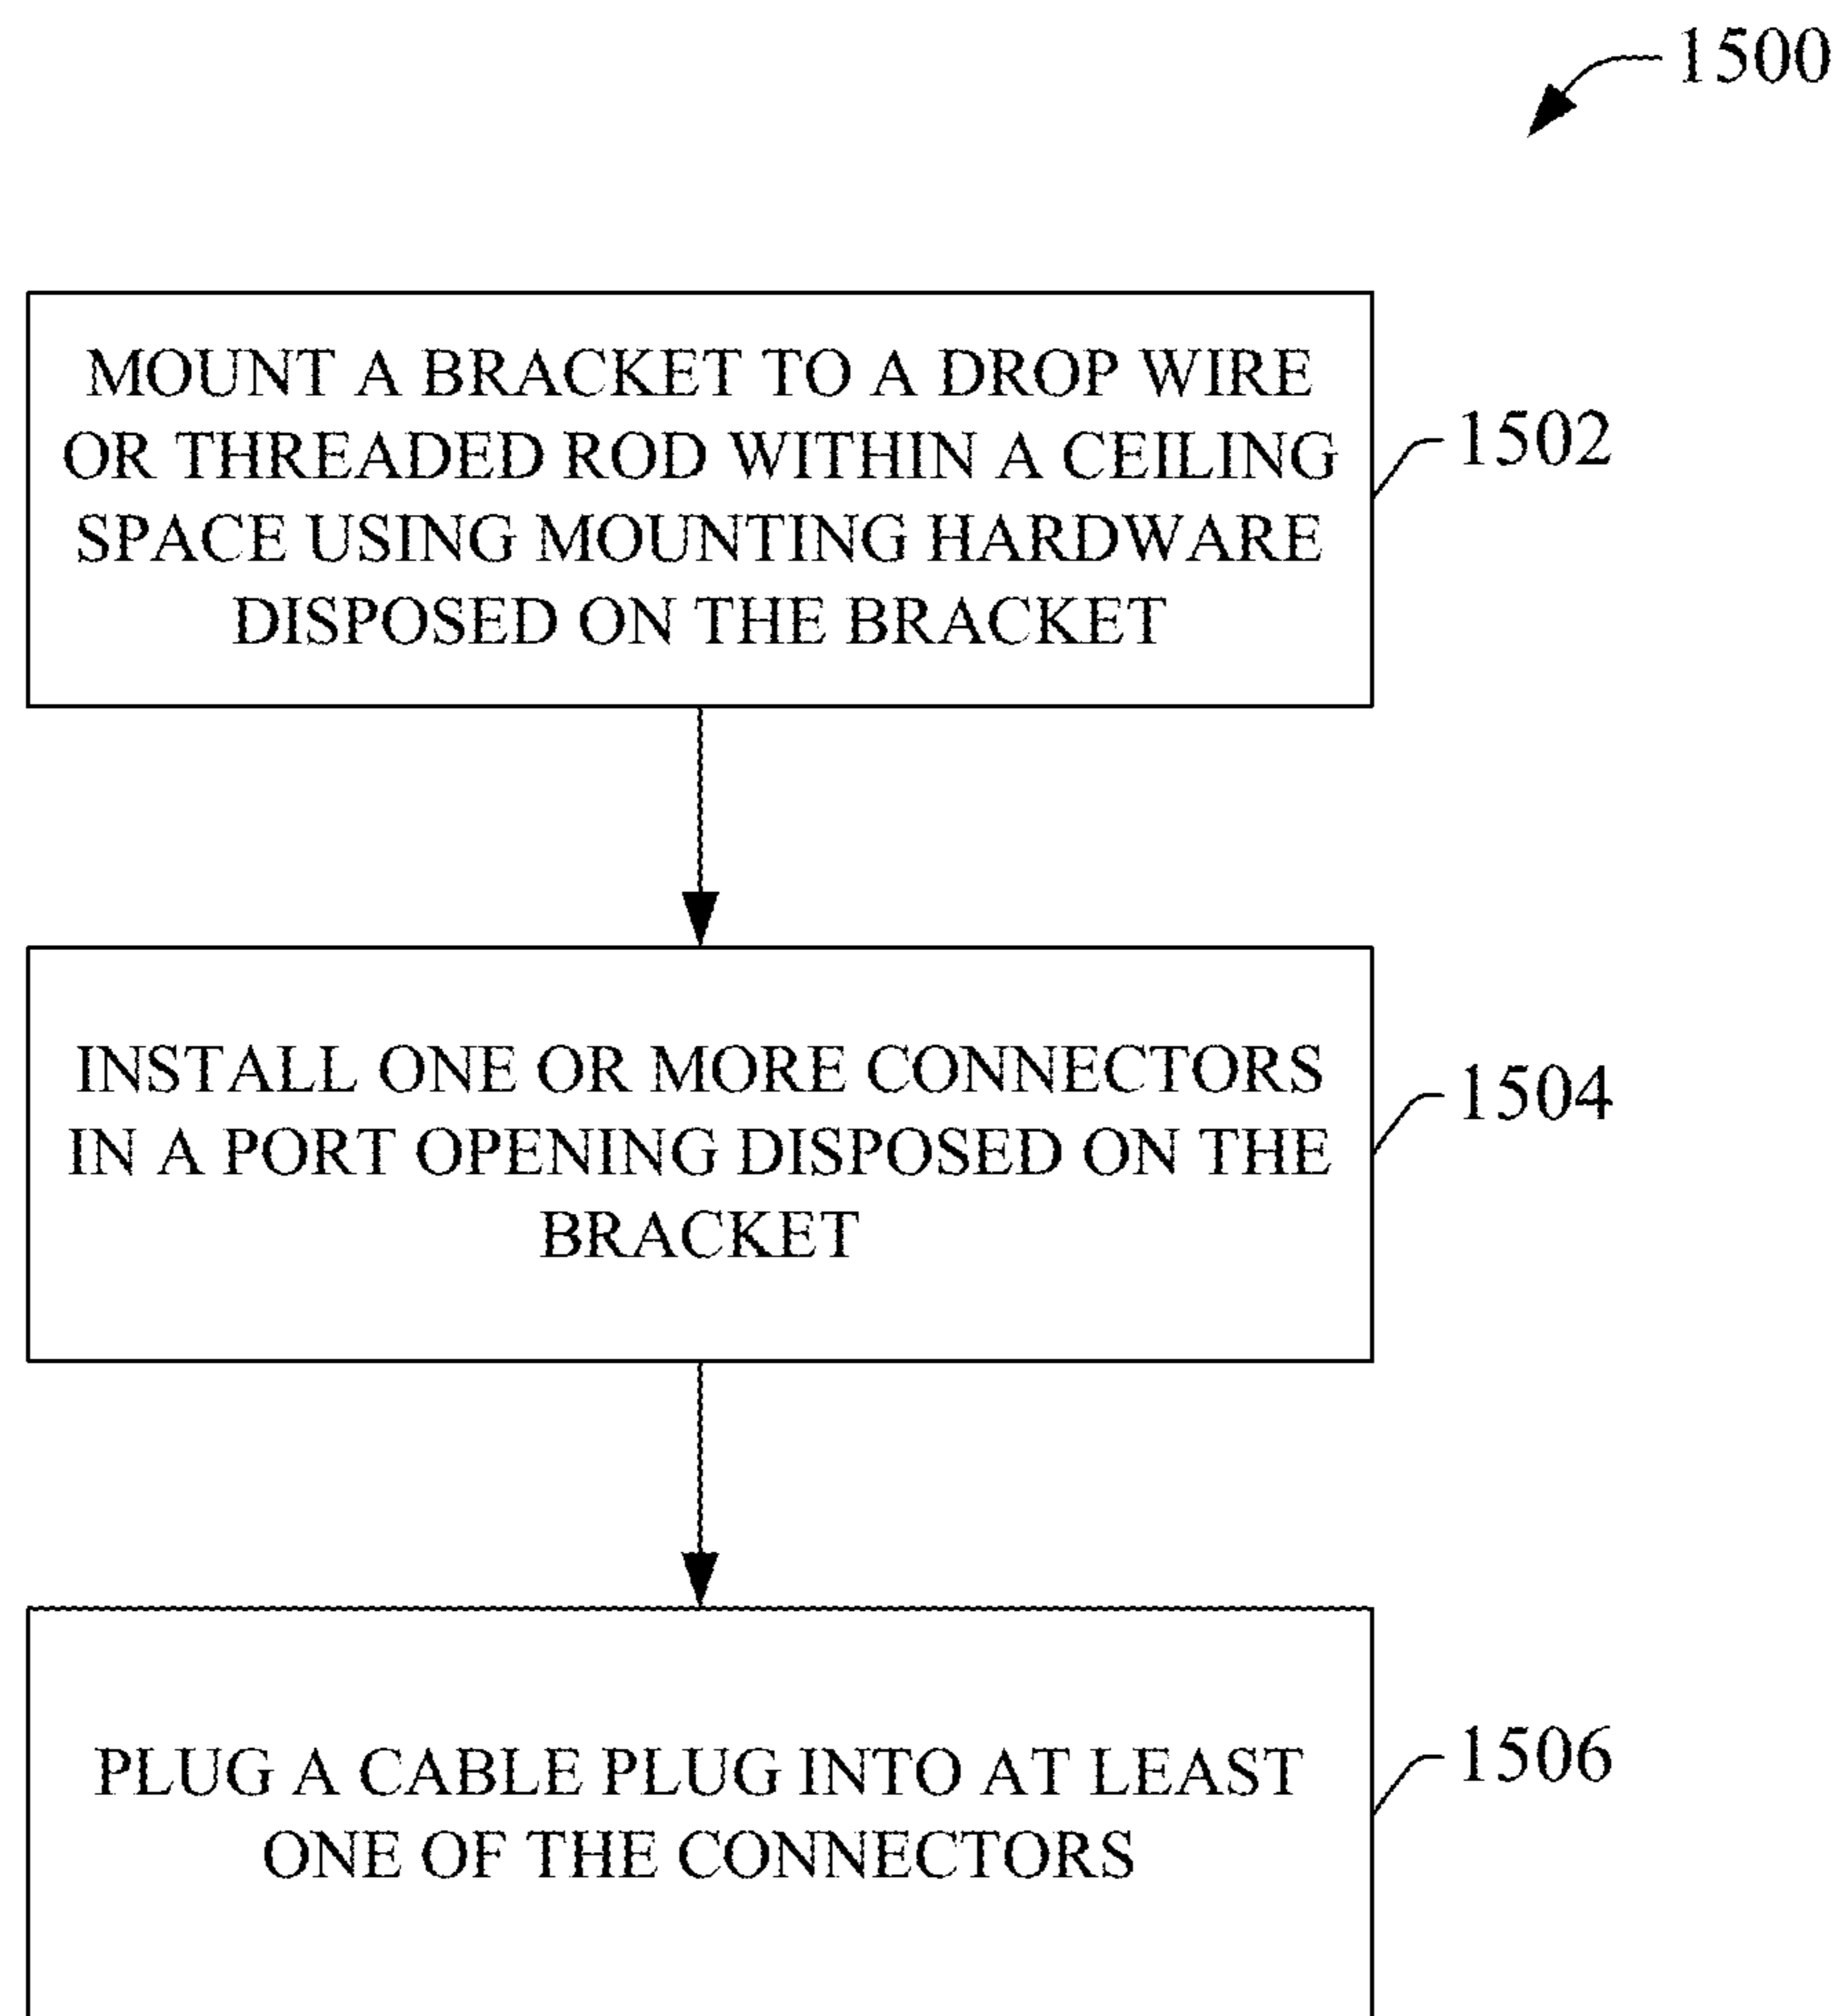 1500
MOUNT A BRACKET TO A DROP WIRE
OR THREADED ROD WITHIN A CEILING
SPACE USING MOUNTING HARDWARE
DISPOSED ON THE BRACKET
1502
INSTALL ONE OR MORE CONNECTORS
IN A PORT OPENING DISPOSED ON THE
BRACKET
1504
PLUG A CABLE PLUG INTO AT LEAST
ONE OF THE CONNECTORS
1506